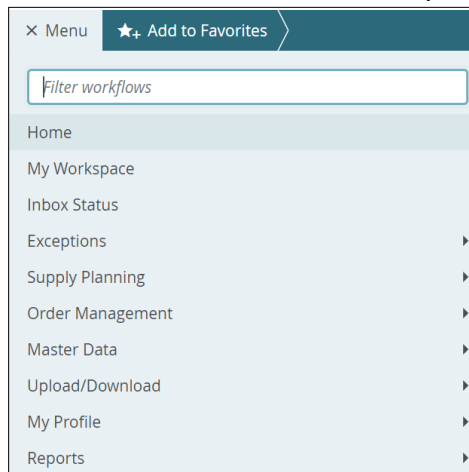 × Menu
★+ Add to Favorites
Filter workflows
Home
My Workspace
Inbox Status
Exceptions
Supply Planning
Order Management
Master Data
Upload/Download
My Profile
Reports